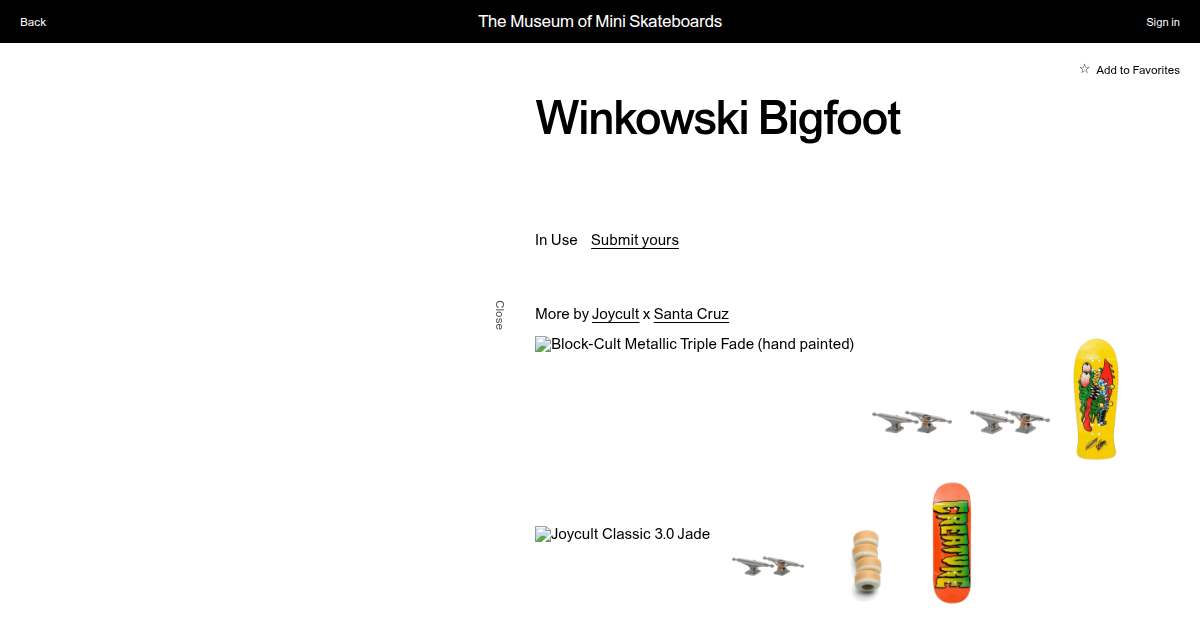 Back
The Museum of Mini Skateboards
Sign in
☆ Add to Favorites
Winkowski Bigfoot
In Use Submit yours
Close
More by Joycult x Santa Cruz
Block-Cult Metallic Triple Fade (hand painted)
Joycult Classic 3.0 Jade
CREATURE